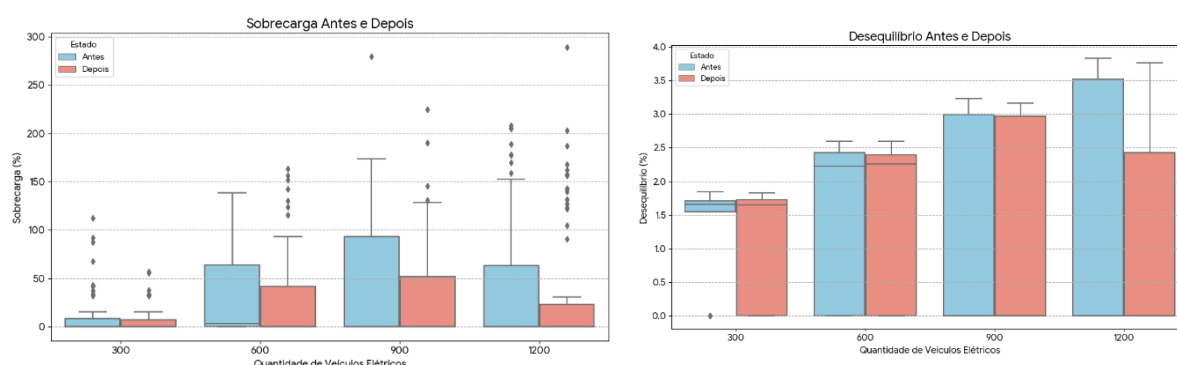 Sobrecarga Antes e Depois
Estado
Antes
Depois
Sobrecarga (%)
300
250
200
150
100
50
0
300 600 900 1200
Quantidade de Veículos Elétricos
Desequilíbrio Antes e Depois
Estado
Antes
Depois
Desequilíbrio (%)
4.0
3.5
3.0
2.5
2.0
1.5
1.0
0.5
0.0
300 600 900 1200
Quantidade de Veículos Elétricos